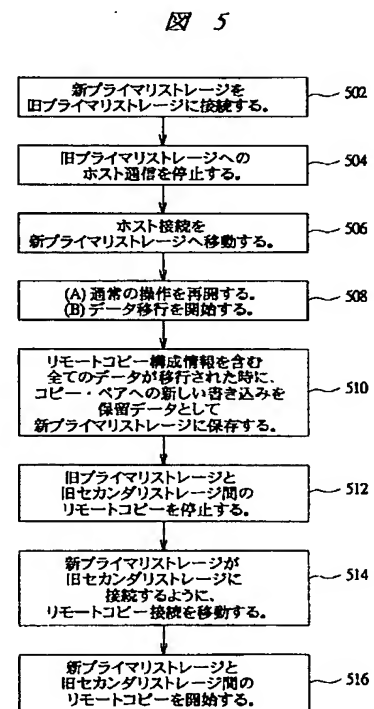 図 5
新プライマリストレージを
旧プライマリストレージに接続する。
502
旧プライマリストレージへの
ホスト通信を停止する。
504
ホスト接続を
新プライマリストレージへ移動する。
506
(A) 通常の操作を再開する。
(B) データ移行を開始する。
508
リモートコピー構成情報を含む
全てのデータが移行された時に、
コピー・ペアへの新しい書き込みを
保留データとして
新プライマリストレージに保存する。
510
旧プライマリストレージと
旧セカンダリストレージ間の
リモートコピーを停止する。
512
新プライマリストレージが
旧セカンダリストレージに
接続するように、
リモートコピー接続を移動する。
514
新プライマリストレージと
旧セカンダリストレージ間の
リモートコピーを開始する。
516